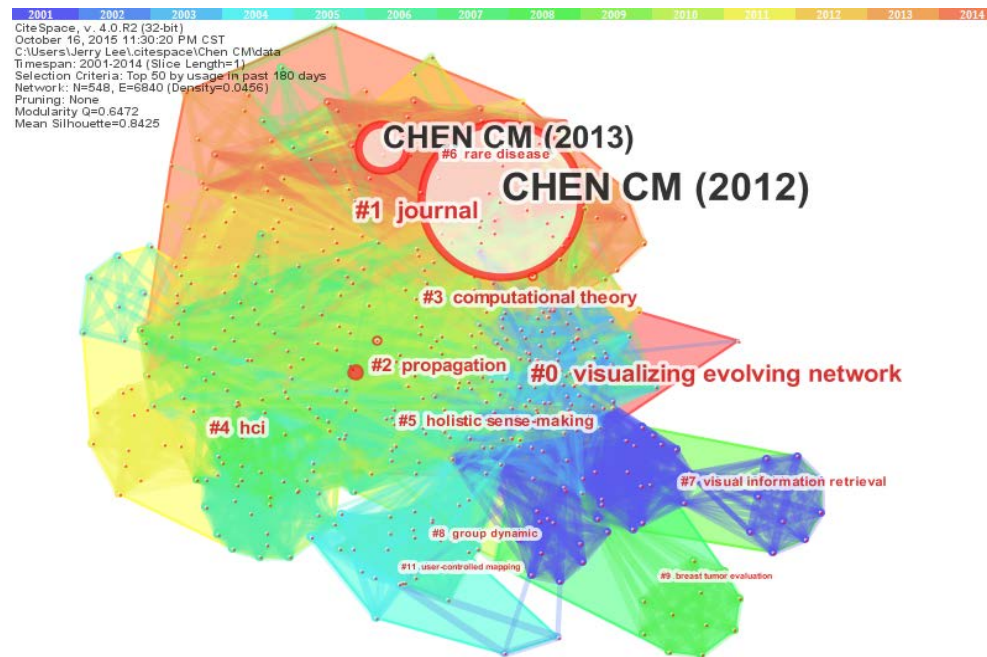 2001 2002 2003 2004 2005 2006 2007 2008 2009 2010 2011 2012 2013 2014
CiteSpace, v. 4.0.R2 (32-bit)
October 16, 2015 11:30:20 PM CST
C:\Users\Jerry Lee\.citespace\Chen CM\data
Timespan: 2001-2014 (Slice Length=1)
Selection Criteria: Top 50 by usage in past 180 days
Network: N=548, E=6840 (Density=0.0456)
Pruning: None
Modularity Q=0.6472
Mean Silhouette=0.8425
CHEN CM (2013)
#6 rare disease
CHEN CM (2012)
#1 journal
#3 computational theory
#2 propagation
#0 visualizing evolving network
#5 holistic sense-making
#4 hci
#7 visual information retrieval
#8 group dynamic
#11 user-controlled mapping
#9 breast tumor evaluation